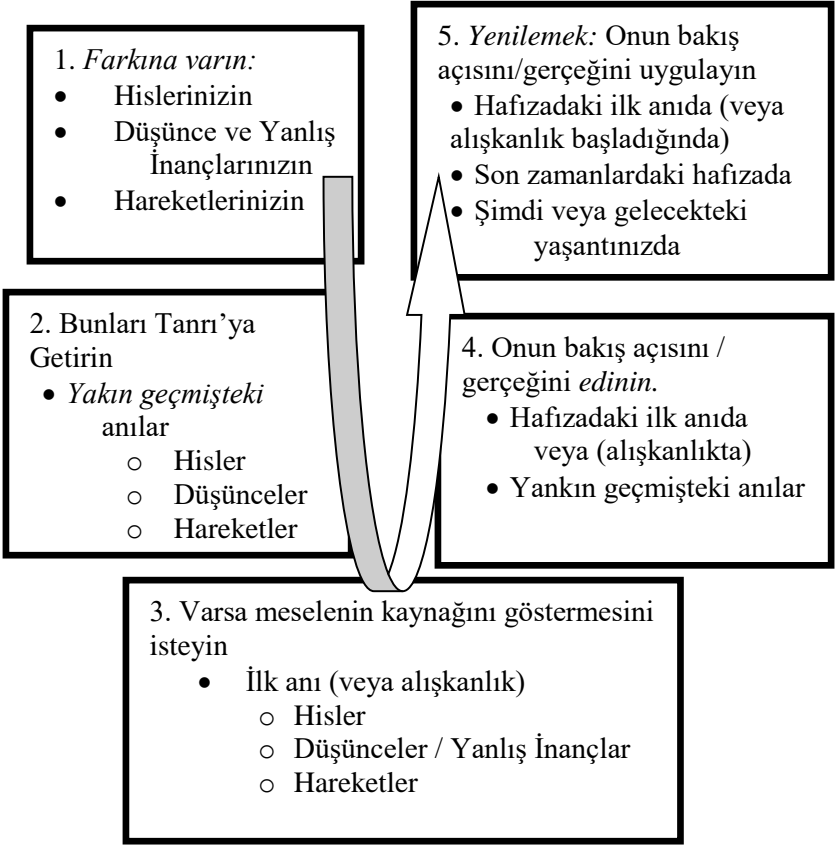 1. Farkına varın:
• Hislerinizin
• Düşünce ve Yanlış
İnançlarınızın
• Hareketlerinizin
2. Bunları Tanrı’ya
Getirin
• Yakın geçmişteki
anılar
o Hisler
o Düşünceler
o Hareketler
3. Varsa meselenin kaynağını göstermesini
isteyin
• İlk anı (veya alışkanlık)
o Hisler
o Düşünceler / Yanlış İnançlar
o Hareketler
4. Onun bakış açısını /
gerçeğini edinin.
• Hafızadaki ilk anıda
veya (alışkanlıkta)
• Yankın geçmişteki anılar
5. Yenilemek: Onun bakış
açısını/gerçeğini uygulayın
• Hafızadaki ilk anıda (veya
alışkanlık başladığında)
• Son zamanlardaki hafızada
• Şimdi veya gelecekteki
yaşantınızda